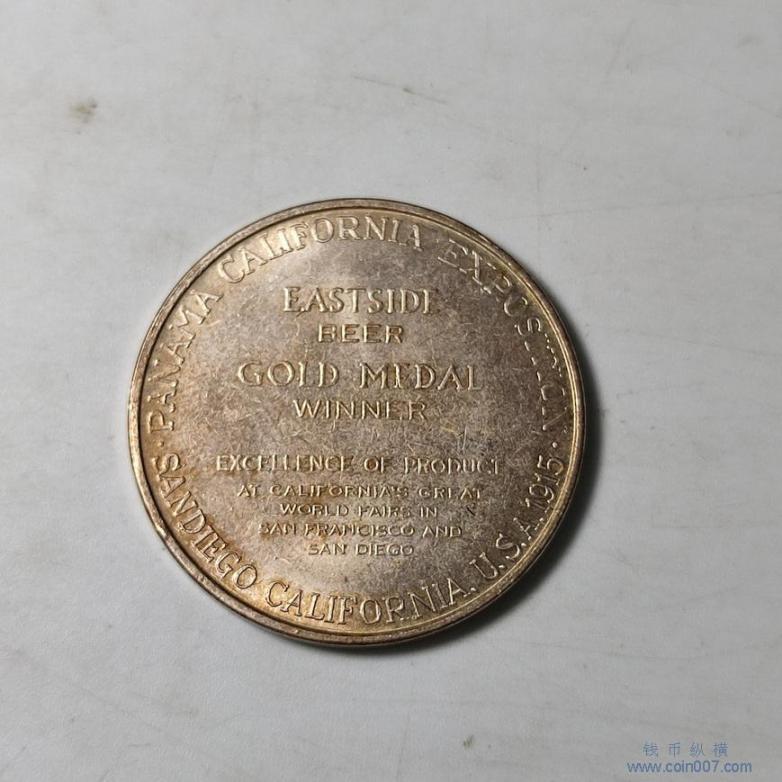 ·PANAMA CALIFORNIA EXPOSITION·
EASTSIDE
BEER
GOLD MEDAL
WINNER
EXCELLENCE OF PRODUCT
AT CALIFORNIA'S GREAT
WORLD FAIRS IN
SAN FRANCISCO AND
SAN DIEGO
SANDIEGO CALIFORNIA, U.S.A. 1915
钱币纵横
www.coin007.com